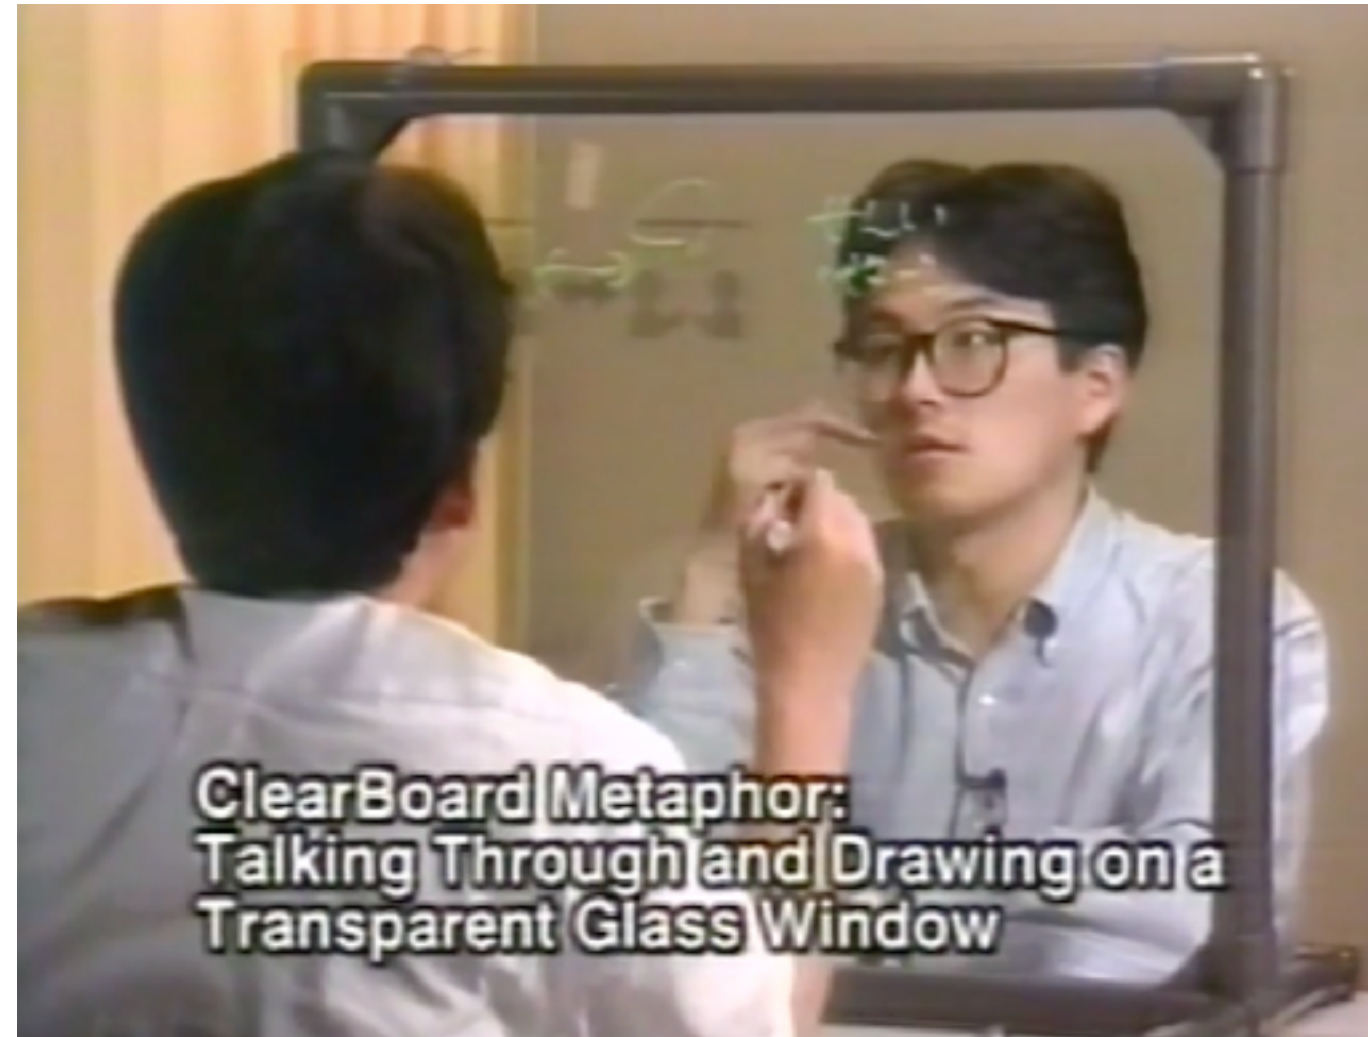 ClearBoard Metaphor:
Talking Through and Drawing on a
Transparent Glass Window